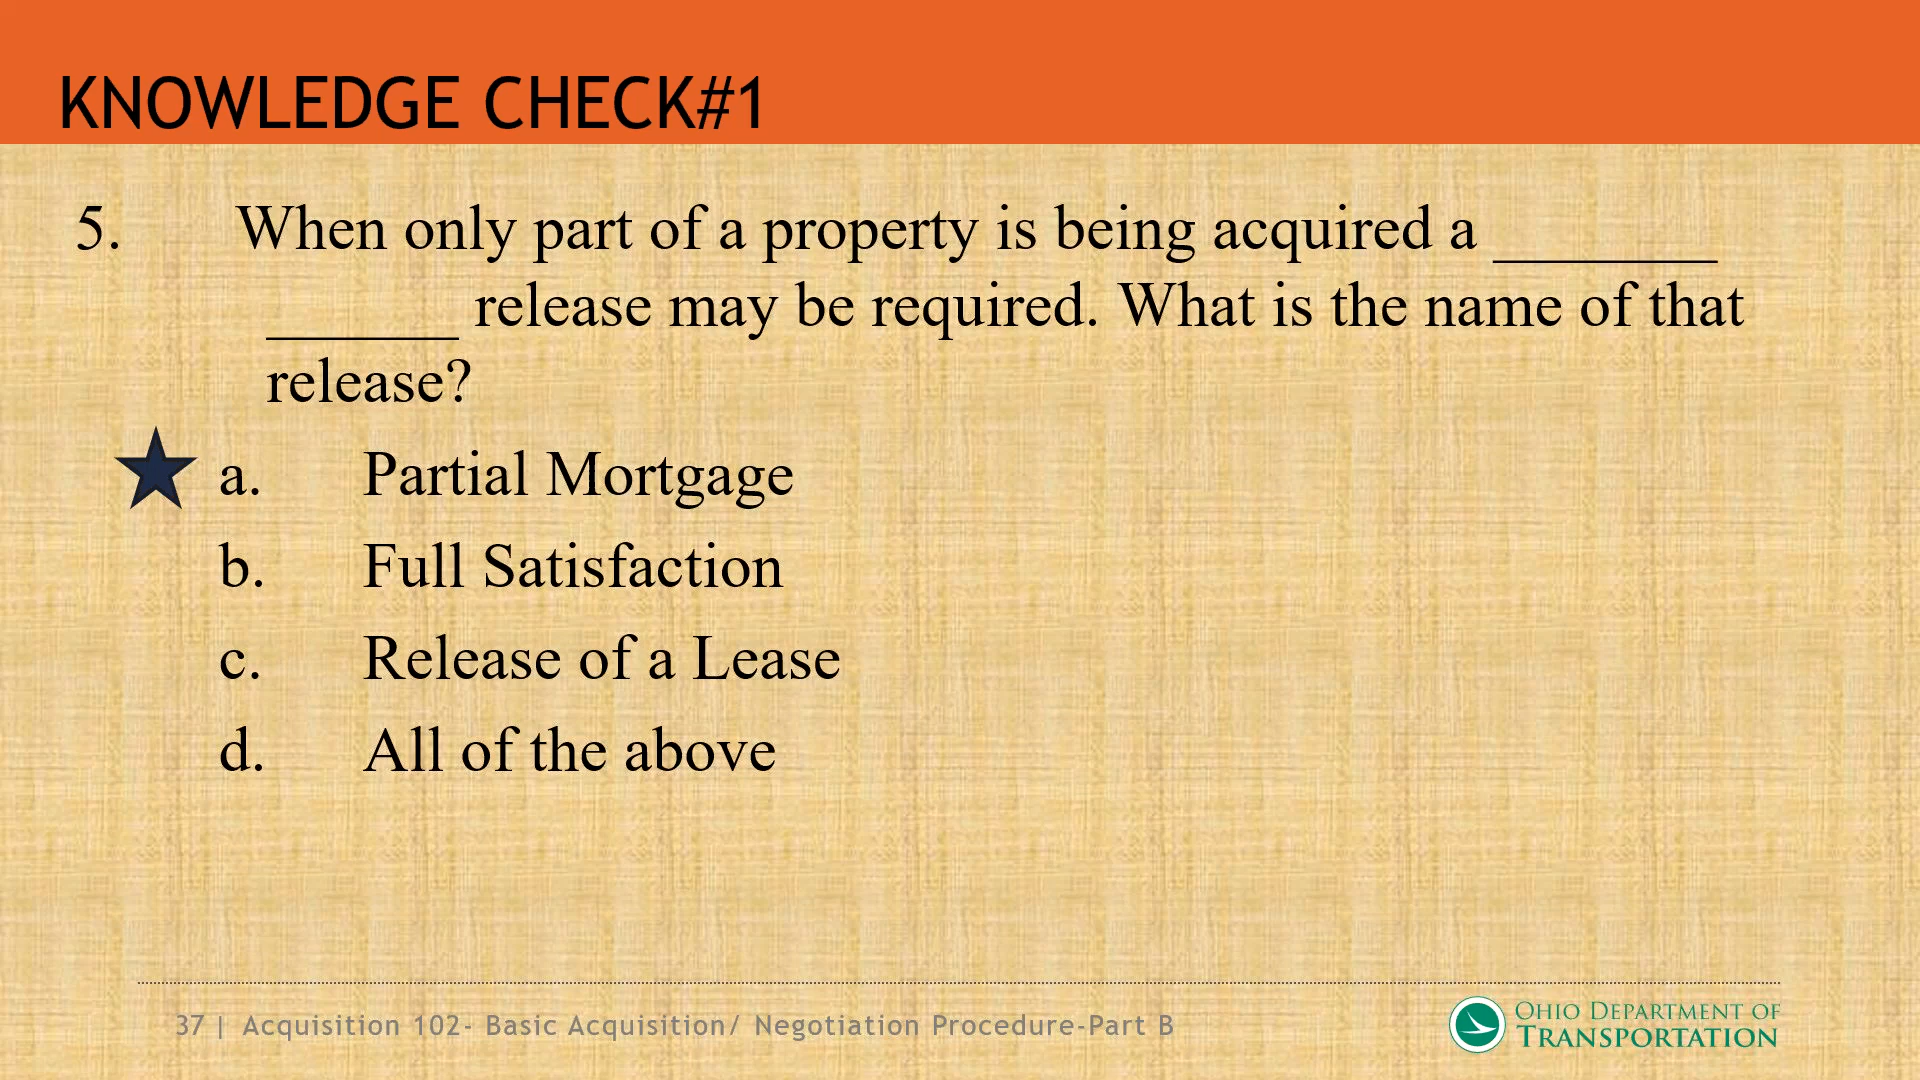 KNOWLEDGE CHECK#1
5. When only part of a property is being acquired a _______
______ release may be required. What is the name of that
release?
a. Partial Mortgage
b. Full Satisfaction
c. Release of a Lease
d. All of the above
37 | Acquisition 102- Basic Acquisition/ Negotiation Procedure-Part B
OHIO DEPARTMENT OF
TRANSPORTATION